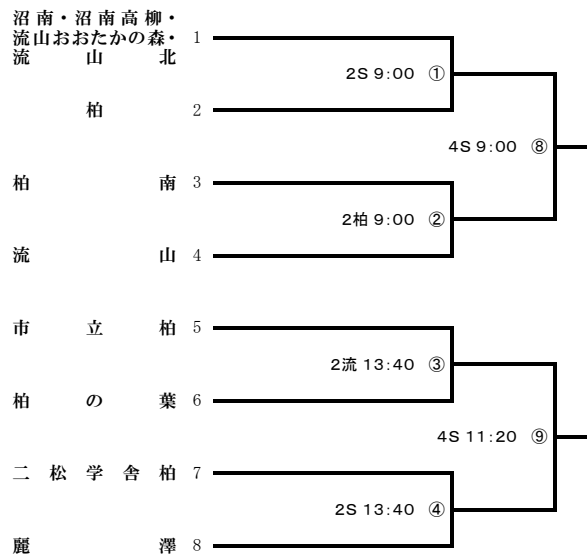 沼南・沼南高柳・
流山おおたかの森・ 1
流山北
2S 9:00 ①
柏 2
4S 9:00 ⑧
柏南 3
2柏 9:00 ②
流山 4
市立柏 5
2流 13:40 ③
柏の葉 6
4S 11:20 ⑨
二松学舎柏 7
2S 13:40 ④
麗澤 8